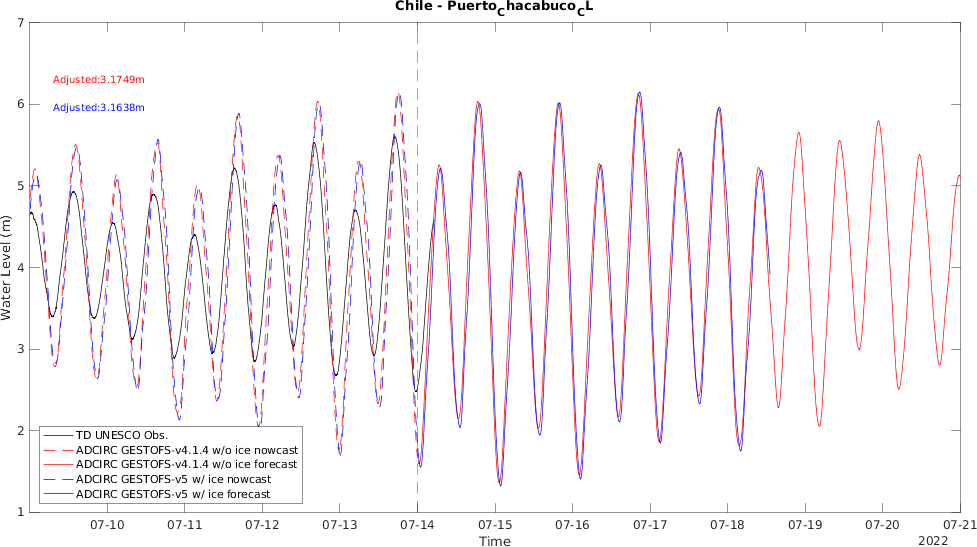 Chile - Puerto_Chacabuco_CL
7
Adjusted:3.1749m
6
Adjusted:3.1638m
5
4
3
2
1
Water Level (m)
TD UNESCO Obs.
ADCIRC GESTOFS-v4.1.4 w/o ice nowcast
ADCIRC GESTOFS-v4.1.4 w/o ice forecast
ADCIRC GESTOFS-v5 w/ ice nowcast
ADCIRC GESTOFS-v5 w/ ice forecast
07-10 07-11 07-12 07-13 07-14 07-15 07-16 07-17 07-18 07-19 07-20 07-21
Time
2022